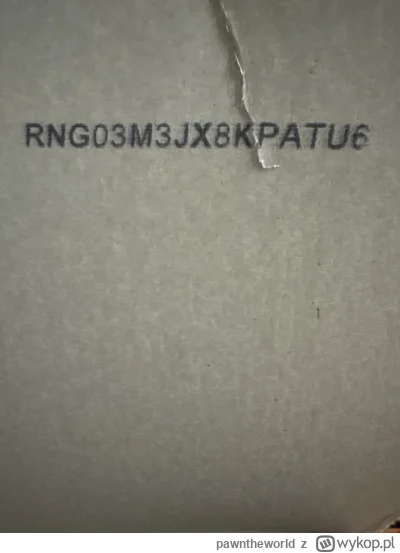 RNG03M3JX8KPATU6
pawntheworld z wykop.pl